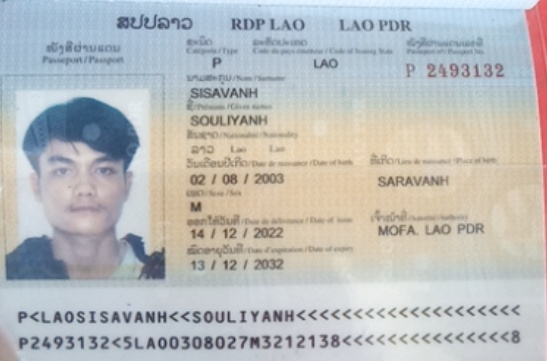 ສປປລາວ RDP LAO LAO PDR
ໜັງສືຜ່ານແດນ ຊະນິດ ລະຫັດປະເທດ ໜັງສືຜ່ານແດນເລກທີ
Passeport / Passport Catégorie / Type Code du pays émetteur / Code of Issuing State Passeport n°/ Passport No.
P LAO P 2493132
ນາມສະກຸນ / Nom / Surname
SISAVANH
ຊື່ / Prénoms / Given names
SOULIYANH
ສັນຊາດ / Nationalité / Nationality
ລາວ Lao Lao
ວັນເດືອນປີເກີດ / Date de naissance / Date of birth ທີ່ເກີດ / Lieu de naissance / Place of birth
02 / 08 / 2003 SARAVANH
ເພດ / Sexe / Sex
M
ອອກໃຫ້ວັນທີ / Date de délivrance / Date of issue ເຈົ້າໜ້າທີ່ / Autorité / Authority
14 / 12 / 2022 MOFA. LAO PDR
ໝົດອາຍຸວັນທີ / Date d'expiration / Date of expiry
13 / 12 / 2032
P<LAOSISAVANH<<SOULIYANH<<<<<<<<<<<<<<<<<<<<
P2493132<5LAO0308027M3212138<<<<<<<<<<<<<<<8